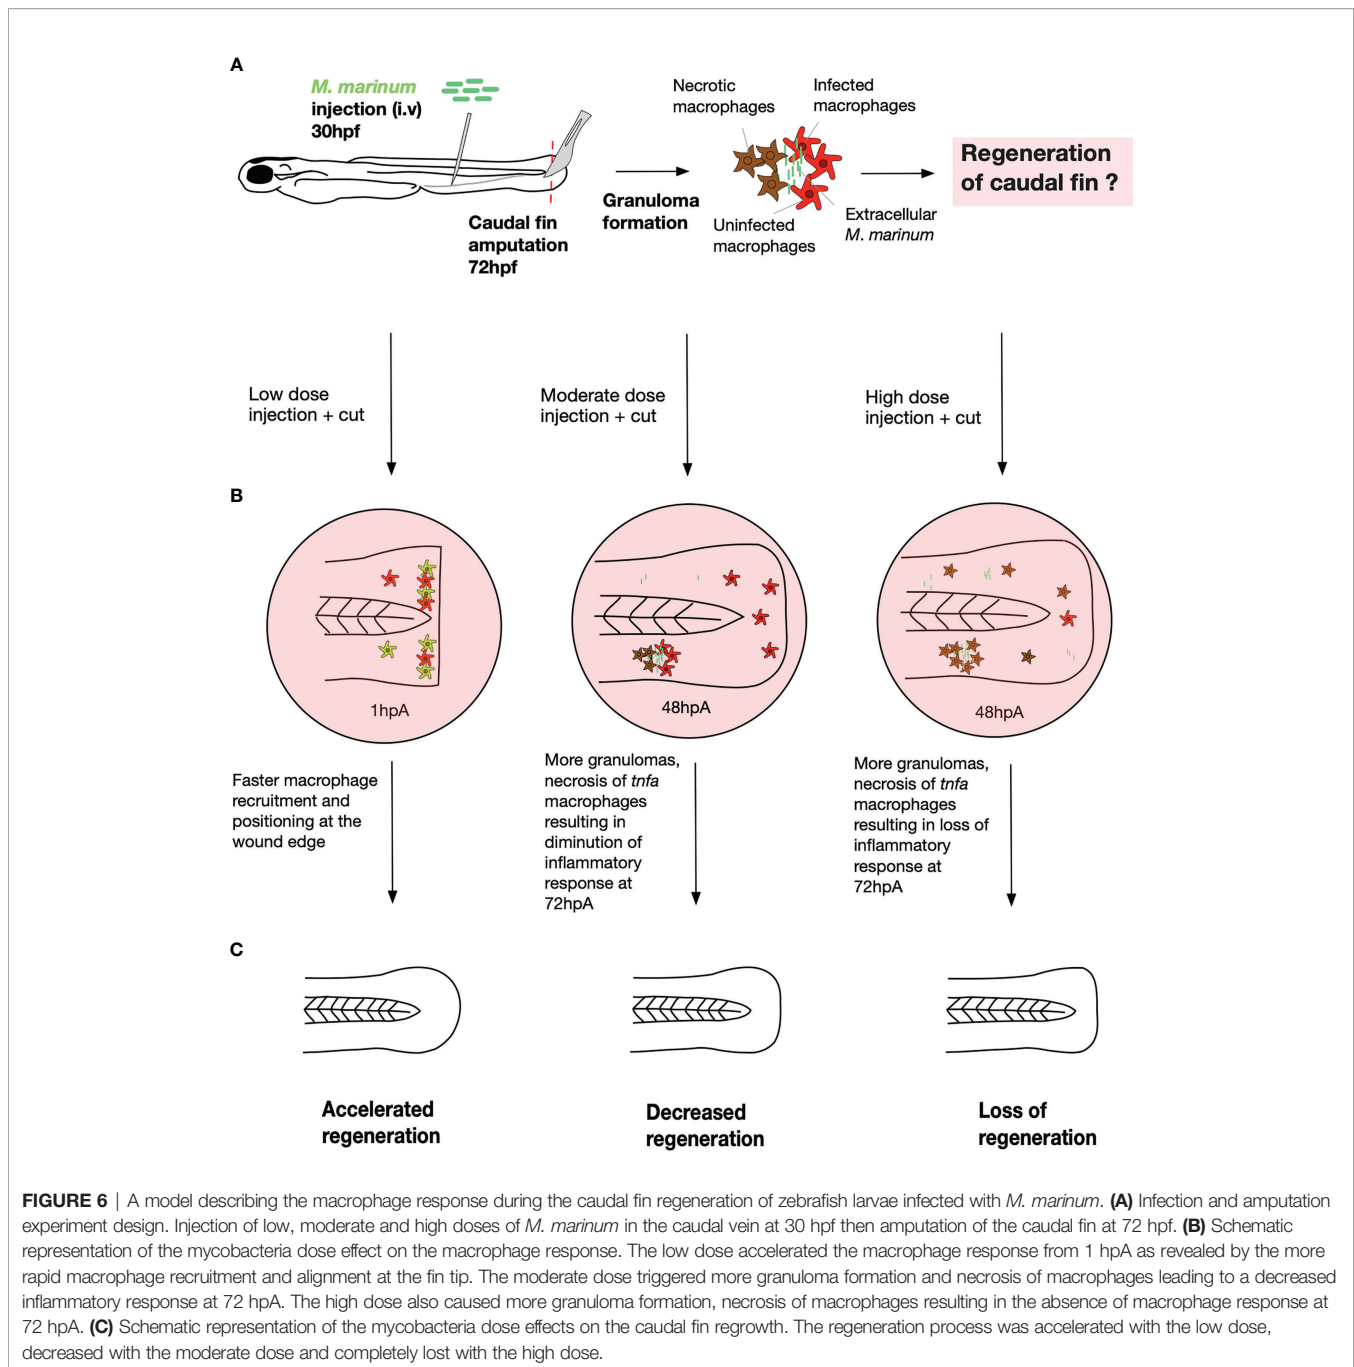 A
M. marinum
injection (i.v)
30hpf
Caudal fin
amputation
72hpf
Granuloma
formation
Necrotic
macrophages
Infected
macrophages
Uninfected
macrophages
Extracellular
M. marinum
Regeneration
of caudal fin ?
Low dose
injection + cut
Moderate dose
injection + cut
High dose
injection + cut
B
1hpA
48hpA
48hpA
Faster macrophage
recruitment and
positioning at the
wound edge
More granulomas,
necrosis of tnfa
macrophages
resulting in
diminution of
inflammatory
response at
72hpA
More granulomas,
necrosis of tnfa
macrophages
resulting in loss of
inflammatory
response at
72hpA
C
Accelerated
regeneration
Decreased
regeneration
Loss of
regeneration
FIGURE 6 | A model describing the macrophage response during the caudal fin regeneration of zebrafish larvae infected with M. marinum. (A) Infection and amputation
experiment design. Injection of low, moderate and high doses of M. marinum in the caudal vein at 30 hpf then amputation of the caudal fin at 72 hpf. (B) Schematic
representation of the mycobacteria dose effect on the macrophage response. The low dose accelerated the macrophage response from 1 hpA as revealed by the more
rapid macrophage recruitment and alignment at the fin tip. The moderate dose triggered more granuloma formation and necrosis of macrophages leading to a decreased
inflammatory response at 72 hpA. The high dose also caused more granuloma formation, necrosis of macrophages resulting in the absence of macrophage response at
72 hpA. (C) Schematic representation of the mycobacteria dose effects on the caudal fin regrowth. The regeneration process was accelerated with the low dose,
decreased with the moderate dose and completely lost with the high dose.